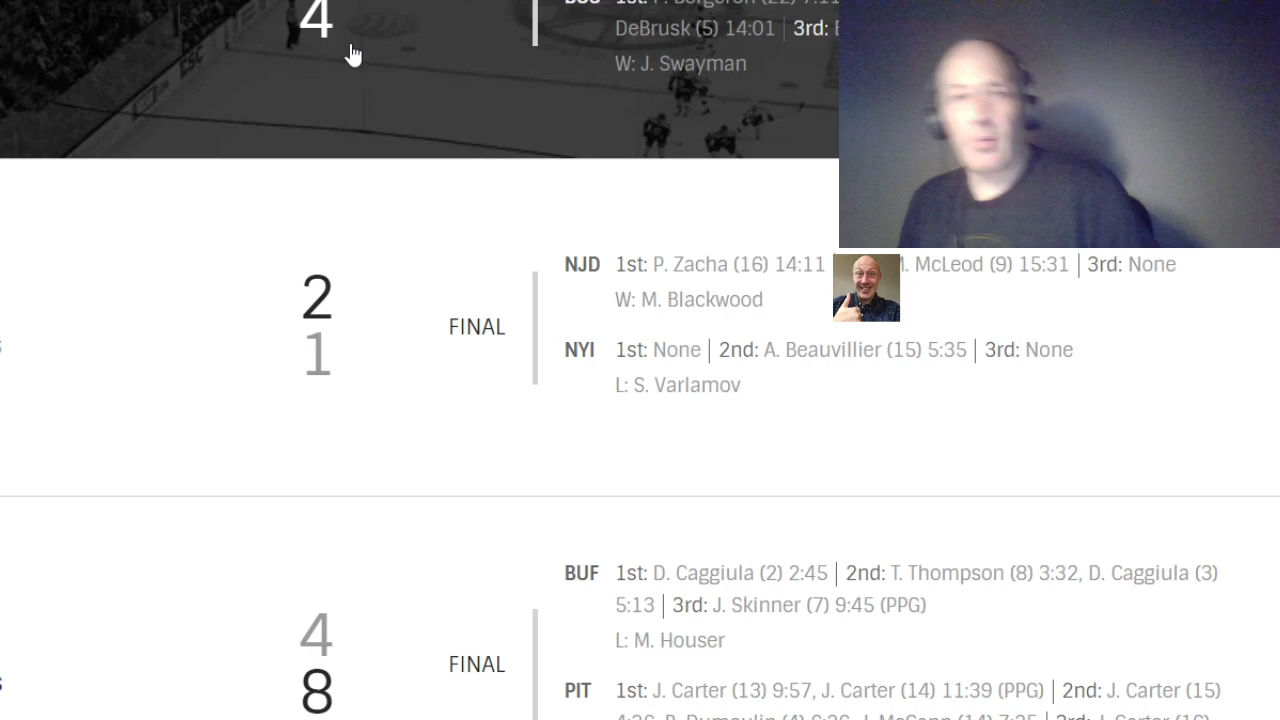 4
DeBrusk (5) 14:01 | 3rd:
W: J. Swayman
2
1
FINAL
NJD 1st: P. Zacha (16) 14:11 McLeod (9) 15:31 | 3rd: None
W: M. Blackwood
NYI 1st: None | 2nd: A. Beauvillier (15) 5:35 | 3rd: None
L: S. Varlamov
4
8
FINAL
BUF 1st: D. Caggiula (2) 2:45 | 2nd: T. Thompson (8) 3:32, D. Caggiula (3)
5:13 | 3rd: J. Skinner (7) 9:45 (PPG)
L: M. Houser
PIT 1st: J. Carter (13) 9:57, J. Carter (14) 11:39 (PPG) | 2nd: J. Carter (15)